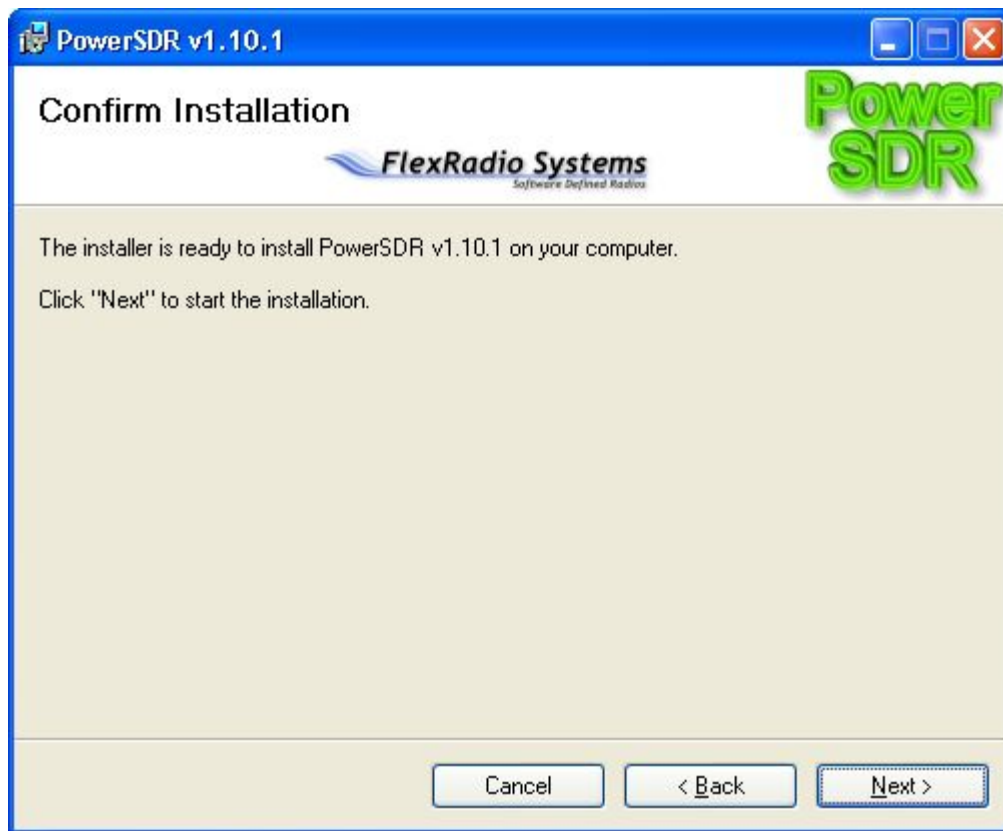 PowerSDR v1.10.1
Confirm Installation
FlexRadio Systems
Software Defined Radios
Power
SDR
The installer is ready to install PowerSDR v1.10.1 on your computer.
Click "Next" to start the installation.
Cancel
< Back
Next >